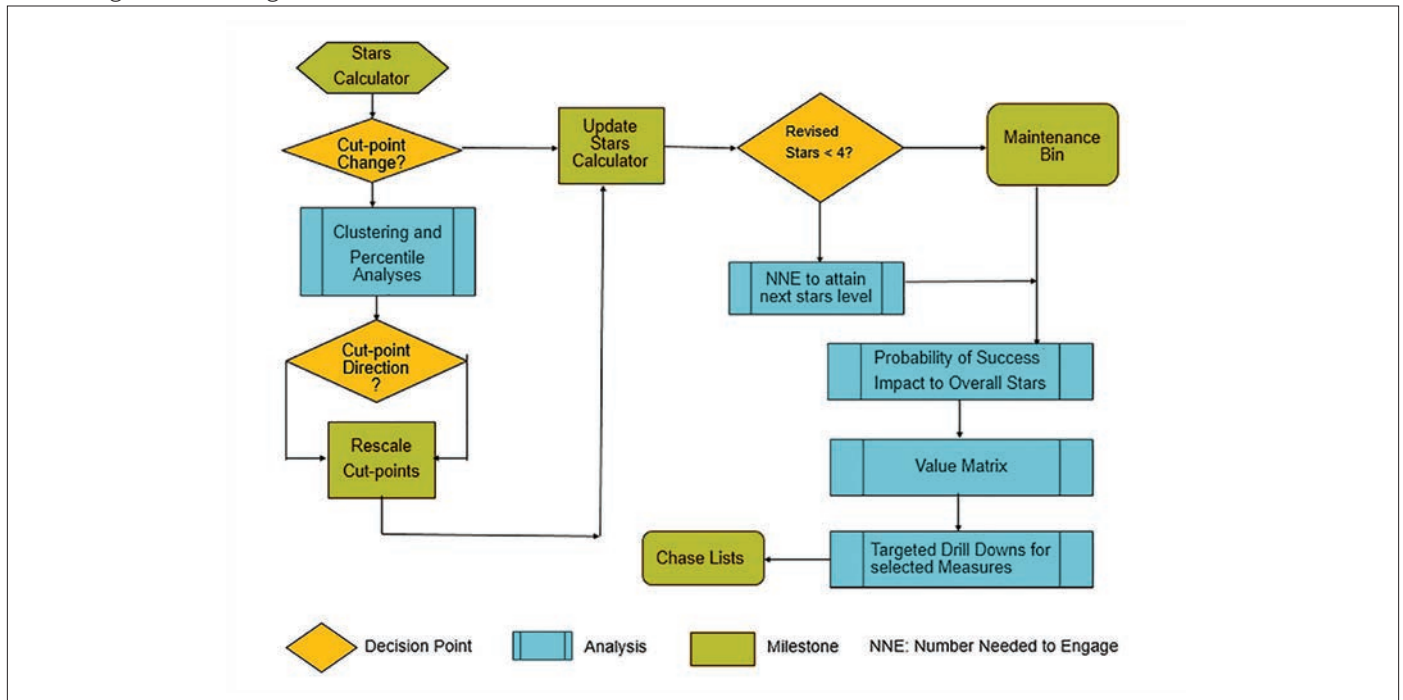 Stars
Calculator
Cut-point
Change?
Clustering and
Percentile
Analyses
Cut-point
Direction
?
Rescale
Cut-points
Update
Stars
Calculator
Revised
Stars < 4?
Maintenance
Bin
NNE to attain
next stars level
Probability of Success
Impact to Overall Stars
Value Matrix
Targeted Drill Downs for
selected Measures
Chase Lists
Decision Point
Analysis
Milestone
NNE: Number Needed to Engage